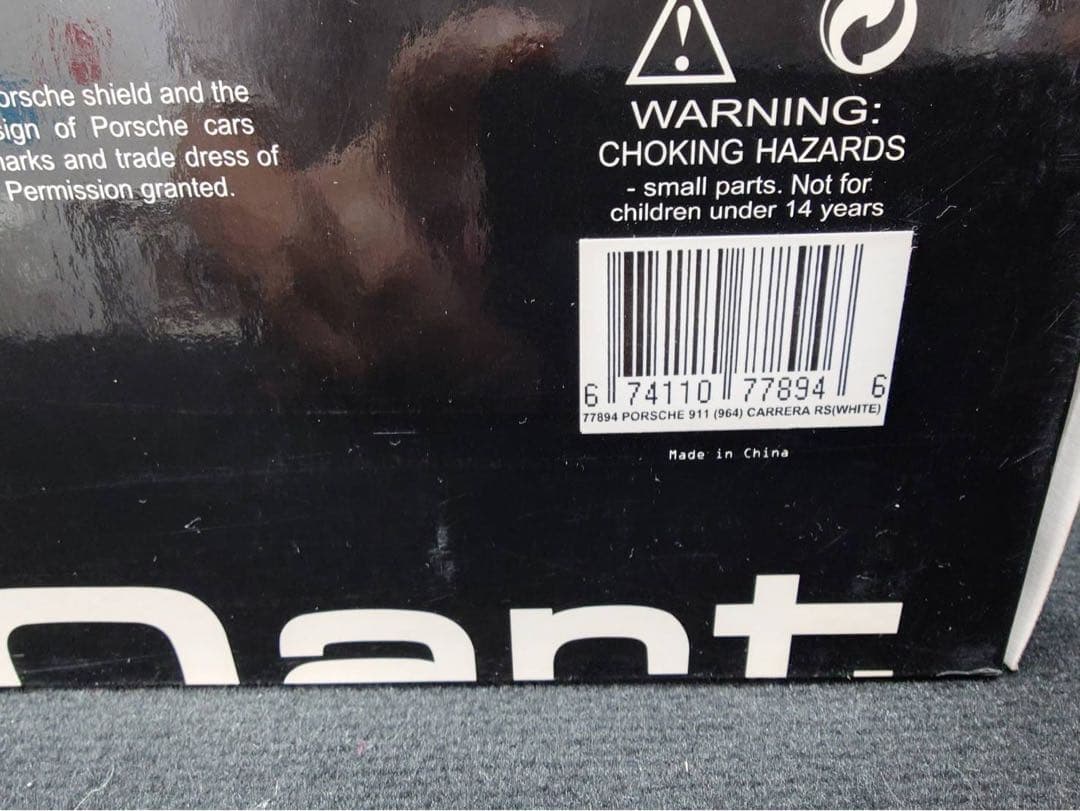 orsche shield and the
sign of Porsche cars
marks and trade dress of
Permission granted.
WARNING:
CHOKING HAZARDS
- small parts. Not for
children under 14 years
6 74110 77894 6
77894 PORSCHE 911 (964) CARRERA RS(WHITE)
Made in China